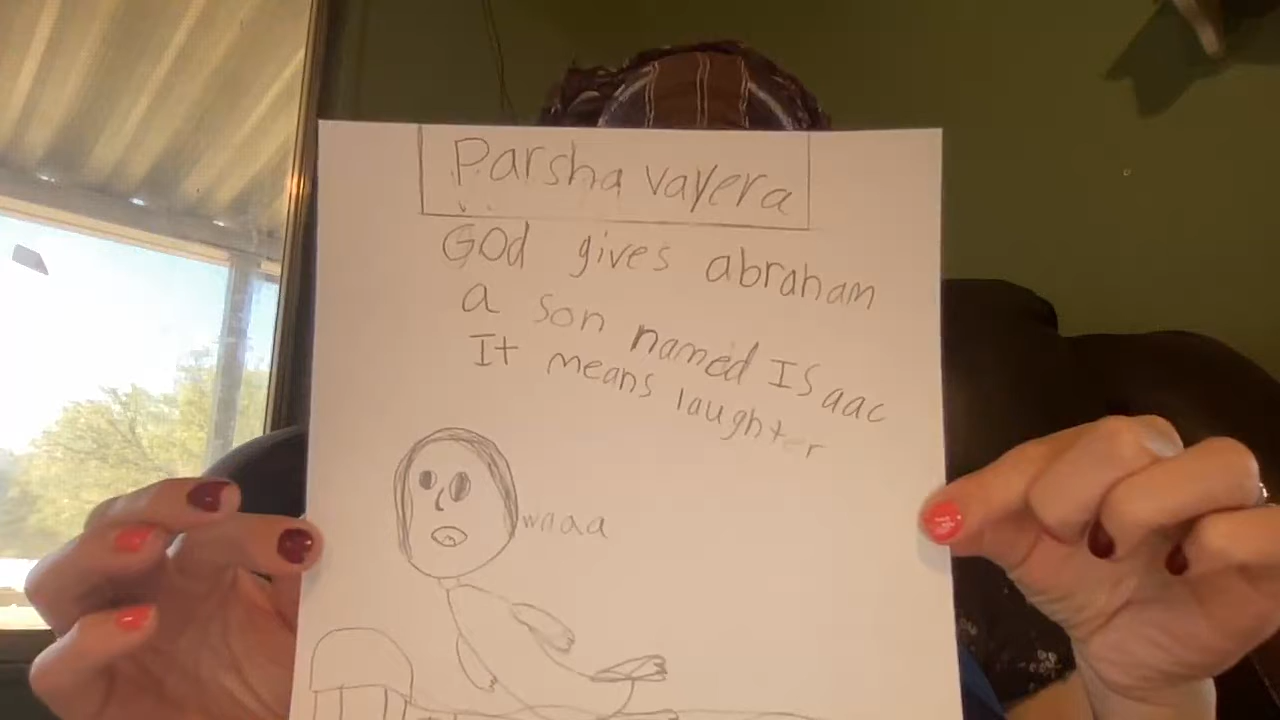 Parsha vayera
God gives abraham
a son named ISaac
It means laughter
waaa